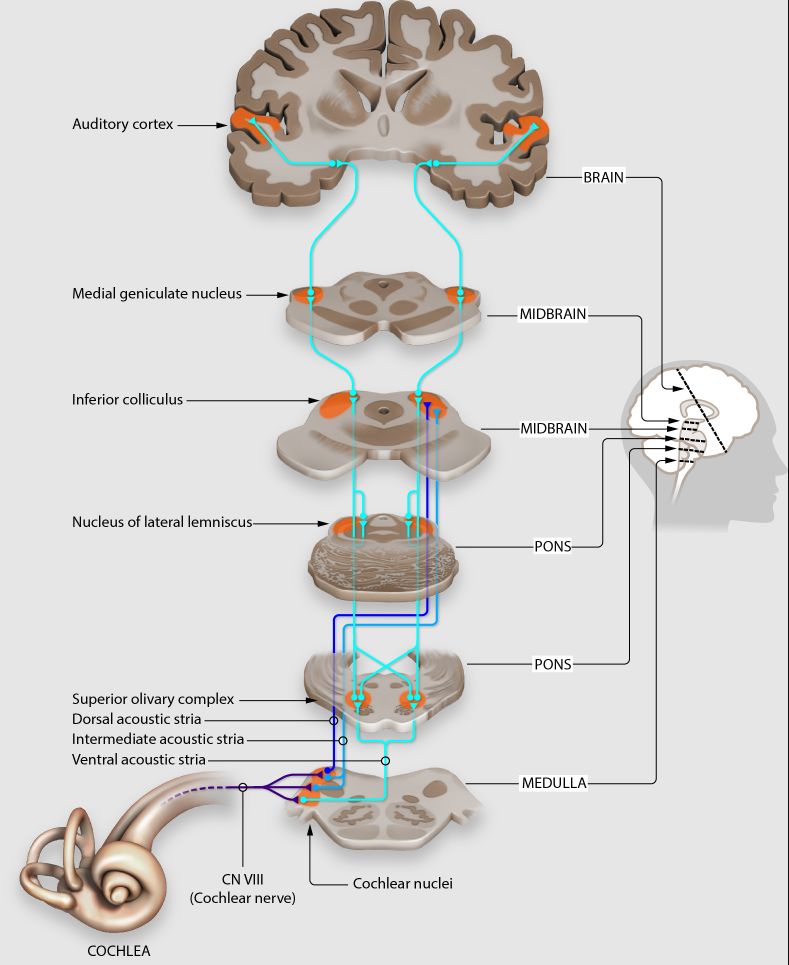 Auditory cortex
BRAIN
Medial geniculate nucleus
MIDBRAIN
Inferior colliculus
MIDBRAIN
Nucleus of lateral lemniscus
PONS
PONS
Superior olivary complex
Dorsal acoustic stria
Intermediate acoustic stria
Ventral acoustic stria
MEDULLA
CN VIII
(Cochlear nerve)
Cochlear nuclei
COCHLEA